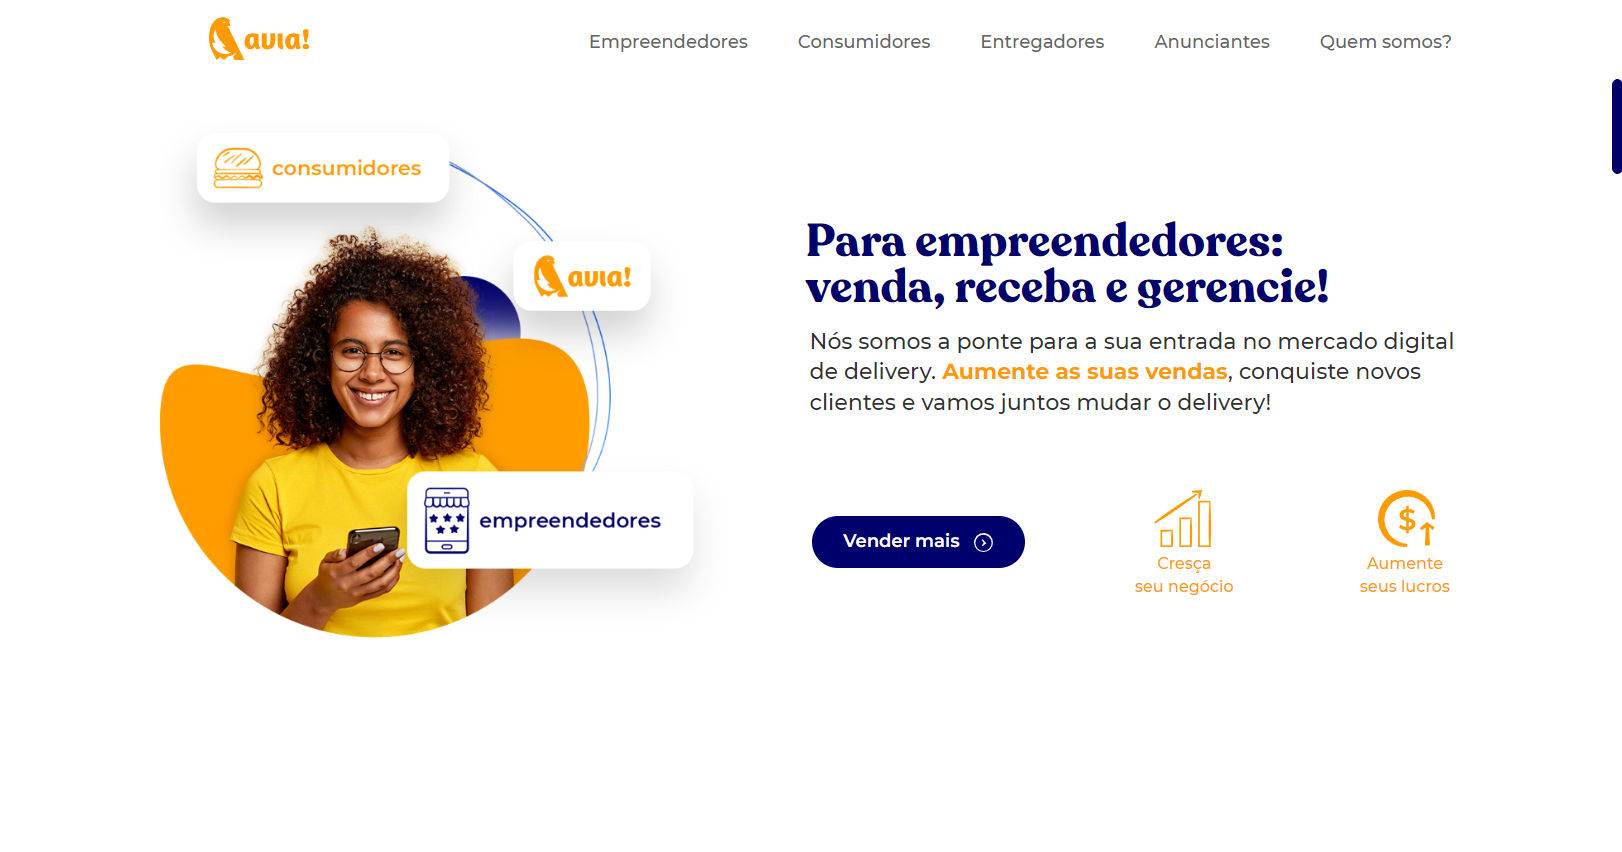 avia!
Empreendedores
Consumidores
Entregadores
Anunciantes
Quem somos?
consumidores
avia!
empreendedores
Para empreendedores:
venda, receba e gerencie!
Nós somos a ponte para a sua entrada no mercado digital
de delivery. Aumente as suas vendas, conquiste novos
clientes e vamos juntos mudar o delivery!
Vender mais
Cresça
seu negócio
$
Aumente
seus lucros